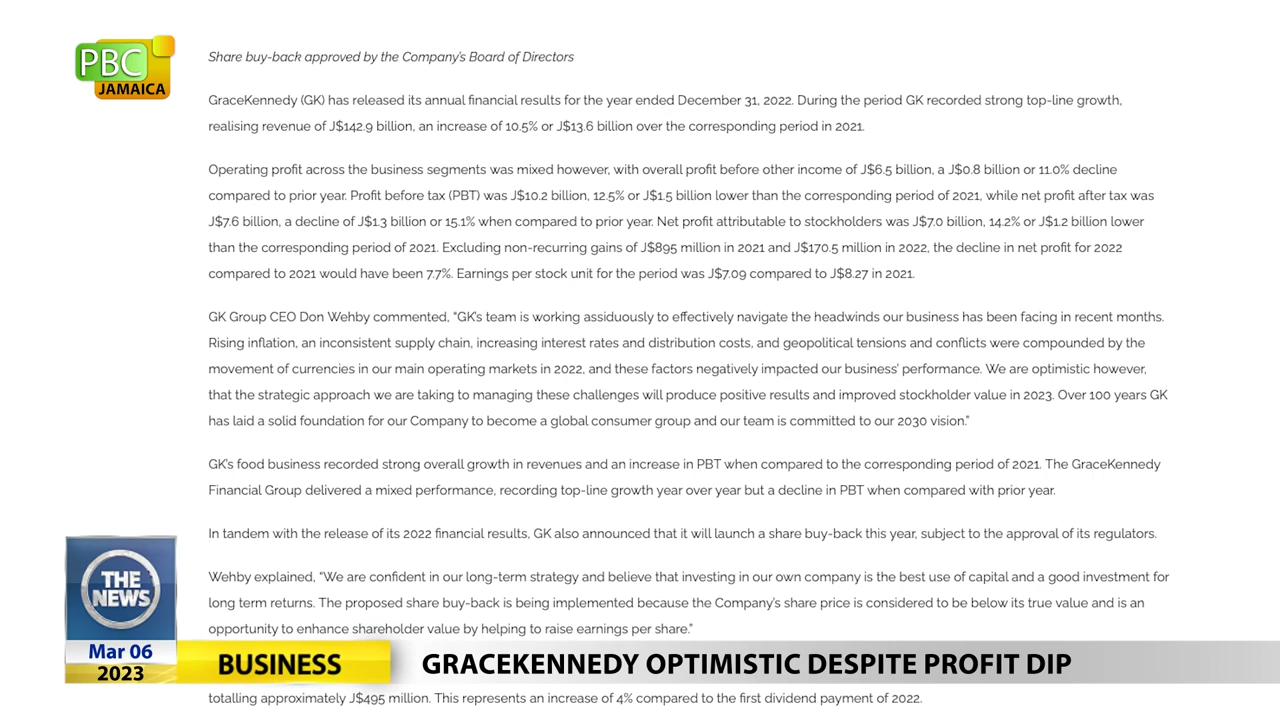 PBC
JAMAICA
Share buy-back approved by the Company's Board of Directors
GraceKennedy (GK) has released its annual financial results for the year ended December 31, 2022. During the period GK recorded strong top-line growth,
realising revenue of J$142.9 billion, an increase of 10.5% or J$13.6 billion over the corresponding period in 2021.
Operating profit across the business segments was mixed however, with overall profit before other income of J$6.5 billion, a J$0.8 billion or 11.0% decline
compared to prior year. Profit before tax (PBT) was J$10.2 billion, 12.5% or J$1.5 billion lower than the corresponding period of 2021, while net profit after tax was
J$7.6 billion, a decline of J$1.3 billion or 15.1% when compared to prior year. Net profit attributable to stockholders was J$7.0 billion, 14.2% or J$1.2 billion lower
than the corresponding period of 2021. Excluding non-recurring gains of J$895 million in 2021 and J$170.5 million in 2022, the decline in net profit for 2022
compared to 2021 would have been 7.7%. Earnings per stock unit for the period was J$7.09 compared to J$8.27 in 2021.
GK Group CEO Don Wehby commented, “GK's team is working assiduously to effectively navigate the headwinds our business has been facing in recent months.
Rising inflation, an inconsistent supply chain, increasing interest rates and distribution costs, and geopolitical tensions and conflicts were compounded by the
movement of currencies in our main operating markets in 2022, and these factors negatively impacted our business’ performance. We are optimistic however,
that the strategic approach we are taking to managing these challenges will produce positive results and improved stockholder value in 2023. Over 100 years GK
has laid a solid foundation for our Company to become a global consumer group and our team is committed to our 2030 vision.”
GK's food business recorded strong overall growth in revenues and an increase in PBT when compared to the corresponding period of 2021. The GraceKennedy
Financial Group delivered a mixed performance, recording top-line growth year over year but a decline in PBT when compared with prior year.
In tandem with the release of its 2022 financial results, GK also announced that it will launch a share buy-back this year, subject to the approval of its regulators.
Wehby explained, “We are confident in our long-term strategy and believe that investing in our own company is the best use of capital and a good investment for
long term returns. The proposed share buy-back is being implemented because the Company's share price is considered to be below its true value and is an
opportunity to enhance shareholder value by helping to raise earnings per share.”
THE
NEWS
Mar 06
2023
BUSINESS
GRACEKENNEDY OPTIMISTIC DESPITE PROFIT DIP
totalling approximately J$495 million. This represents an increase of 4% compared to the first dividend payment of 2022.